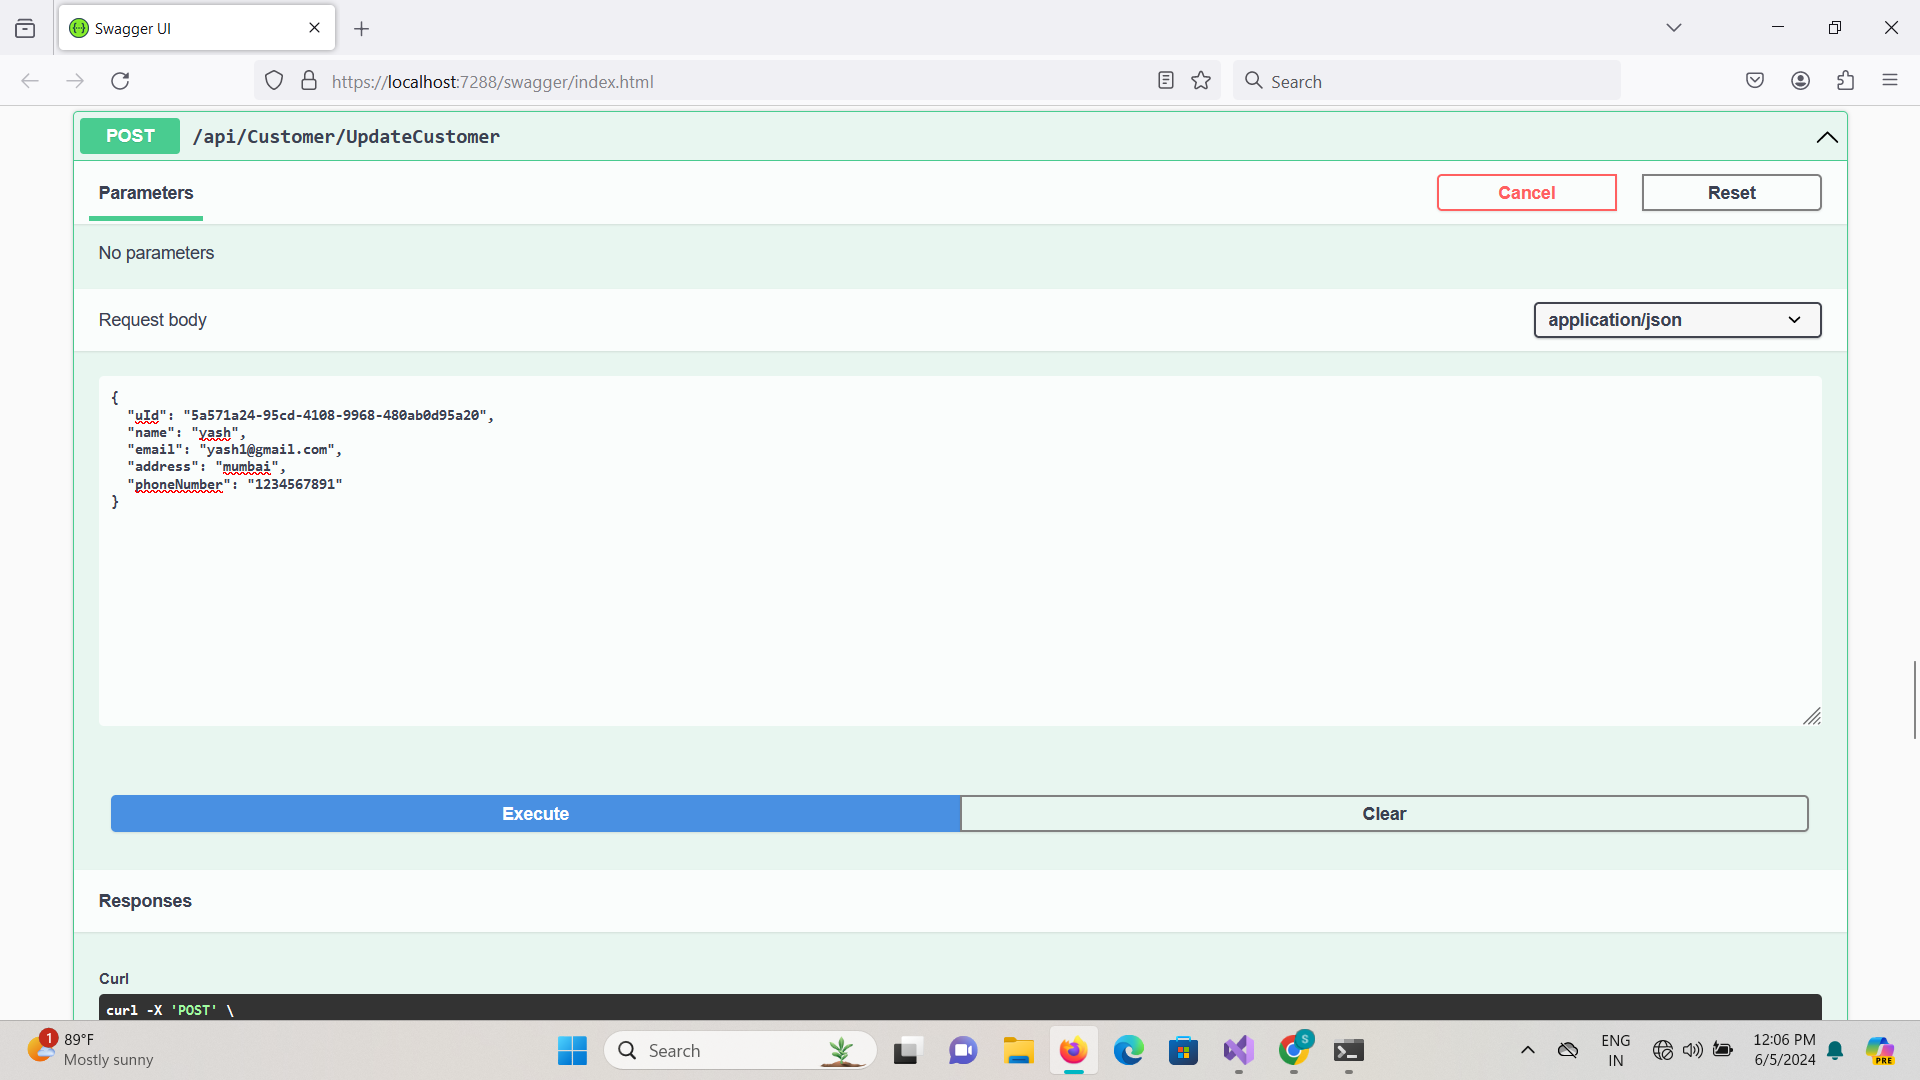 Swagger UI
https://localhost:7288/swagger/index.html
Search
POST /api/Customer/UpdateCustomer
Parameters
Cancel
Reset
No parameters
Request body
application/json
{
"uId": "5a571a24-95cd-4108-9968-480ab0d95a20",
"name": "yash",
"email": "yash1@gmail.com",
"address": "mumbai",
"phoneNumber": "1234567891"
}
Execute
Clear
Responses
Curl
curl -X 'POST' \
1
89°F
Mostly sunny
Search
S
ENG
IN
12:06 PM
6/5/2024
PRE